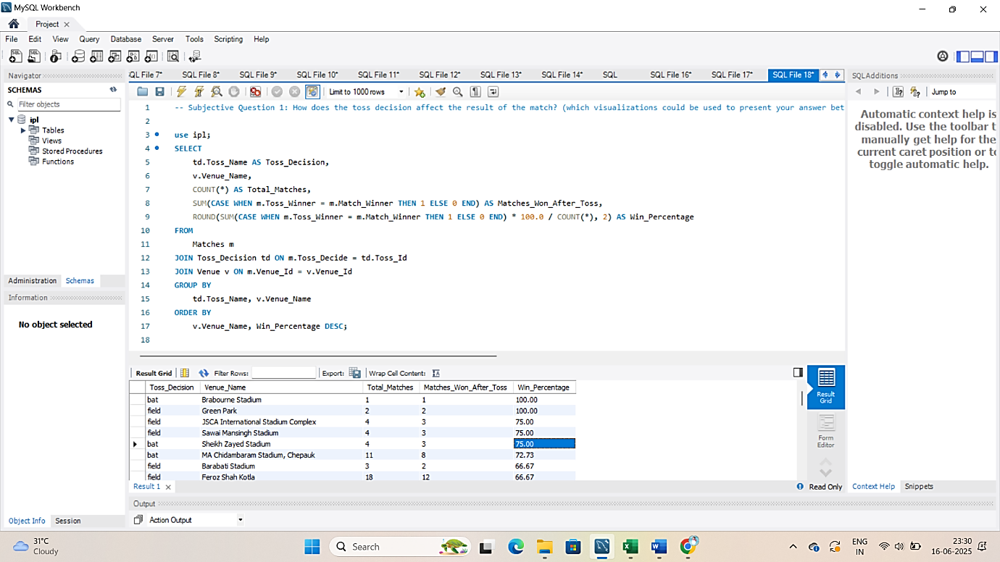 MySQL Workbench
Project
File Edit View Query Database Server Tools Scripting Help
Navigator
SCHEMAS
Filter objects
ipl
Tables
Views
Stored Procedures
Functions
Administration Schemas
Information
No object selected
Object Info Session
QL File 7* SQL File 8* SQL File 9* SQL File 10* SQL File 11* SQL File 12* SQL File 13* SQL File 14* SQL SQL File 16* SQL File 17* SQL File 18*
Limit to 1000 rows
1 -- Subjective Question 1: How does the toss decision affect the result of the match? (which visualizations could be used to present your answer bet
2
3 use ipl;
4 SELECT
5 td.Toss_Name AS Toss_Decision,
6 v.Venue_Name,
7 COUNT(*) AS Total_Matches,
8 SUM(CASE WHEN m.Toss_Winner = m.Match_Winner THEN 1 ELSE 0 END) AS Matches_Won_After_Toss,
9 ROUND(SUM(CASE WHEN m.Toss_Winner = m.Match_Winner THEN 1 ELSE 0 END) * 100.0 / COUNT(*), 2) AS Win_Percentage
10 FROM
11 Matches m
12 JOIN Toss_Decision td ON m.Toss_Decide = td.Toss_Id
13 JOIN Venue v ON m.Venue_Id = v.Venue_Id
14 GROUP BY
15 td.Toss_Name, v.Venue_Name
16 ORDER BY
17 v.Venue_Name, Win_Percentage DESC;
18
Result Grid Filter Rows: Export: Wrap Cell Content:
Toss_Decision Venue_Name Total_Matches Matches_Won_After_Toss Win_Percentage
bat Brabourne Stadium 1 1 100.00
field Green Park 2 2 100.00
field JSCA International Stadium Complex 4 3 75.00
field Sawai Mansingh Stadium 4 3 75.00
bat Sheikh Zayed Stadium 4 3 75.00
bat MA Chidambaram Stadium, Chepauk 11 8 72.73
field Barabati Stadium 3 2 66.67
field Feroz Shah Kotla 18 12 66.67
Result Grid
Form Editor
Result 1
Read Only
Output
Action Output
SQLAdditions
Jump to
Automatic context help is
disabled. Use the toolbar t
manually get help for the
current caret position or to
toggle automatic help.
Context Help Snippets
31°C
Cloudy
Search
ENG
IN
23:30
16-06-2025